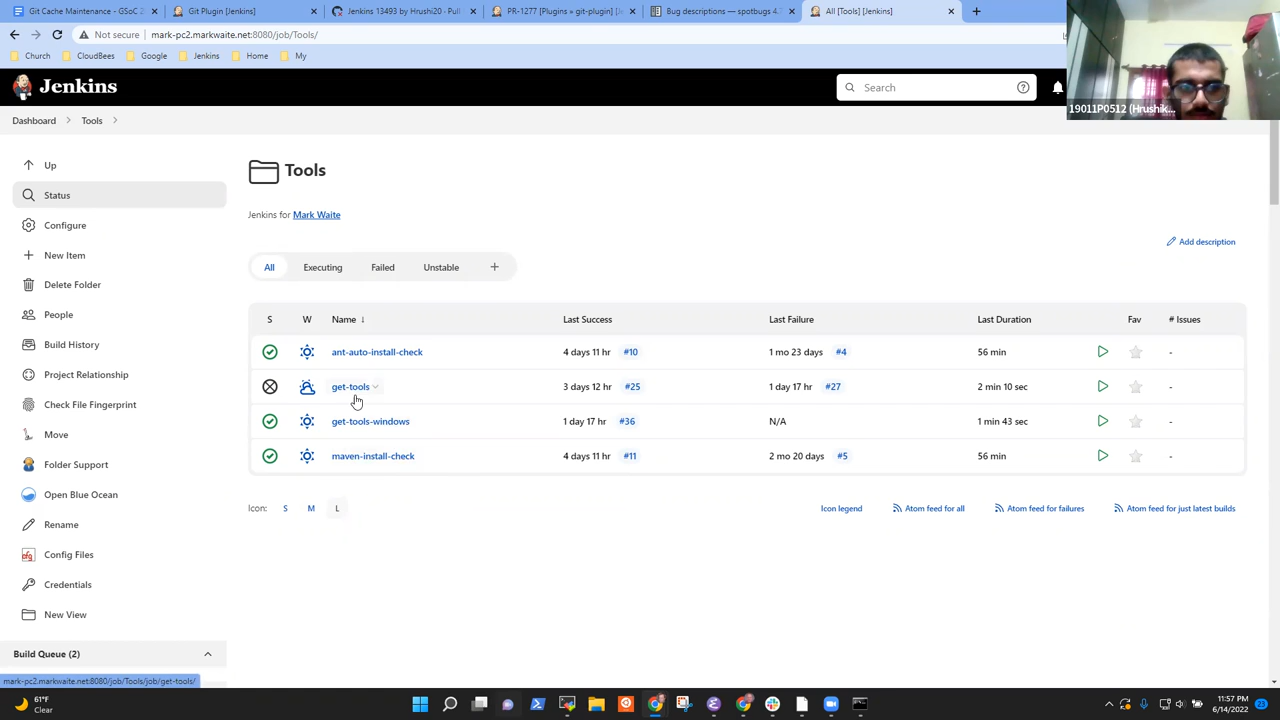 Git Cache Maintenance - GSoC 2
Git Plugin [Jenkins]
Jenkins 13493 by Hrushi20 · Pull
PR-1277 [Plugins » git-plugin] [Je
Bug descriptions — spotbugs 4.7
All [Tools] [Jenkins]
Not secure
mark-pc2.markwaite.net:8080/job/Tools/
Church
CloudBees
Google
Jenkins
Home
My
Jenkins
Search
19011P0512 (Hrushik...
Dashboard
Tools
Up
Status
Configure
New Item
Delete Folder
People
Build History
Project Relationship
Check File Fingerprint
Move
Folder Support
Open Blue Ocean
Rename
Config Files
Credentials
New View
Build Queue (2)
Tools
Jenkins for Mark Waite
Add description
All
Executing
Failed
Unstable
+
S W Name ↓ Last Success Last Failure Last Duration Fav # Issues
ant-auto-install-check 4 days 11 hr #10 1 mo 23 days #4 56 min -
get-tools 3 days 12 hr #25 1 day 17 hr #27 2 min 10 sec -
get-tools-windows 1 day 17 hr #36 N/A 1 min 43 sec -
maven-install-check 4 days 11 hr #11 2 mo 20 days #5 56 min -
Icon: S M L
Icon legend
Atom feed for all
Atom feed for failures
Atom feed for just latest builds
mark-pc2.markwaite.net:8080/job/Tools/job/get-tools/
61°F
Clear
11:57 PM
6/14/2022
23